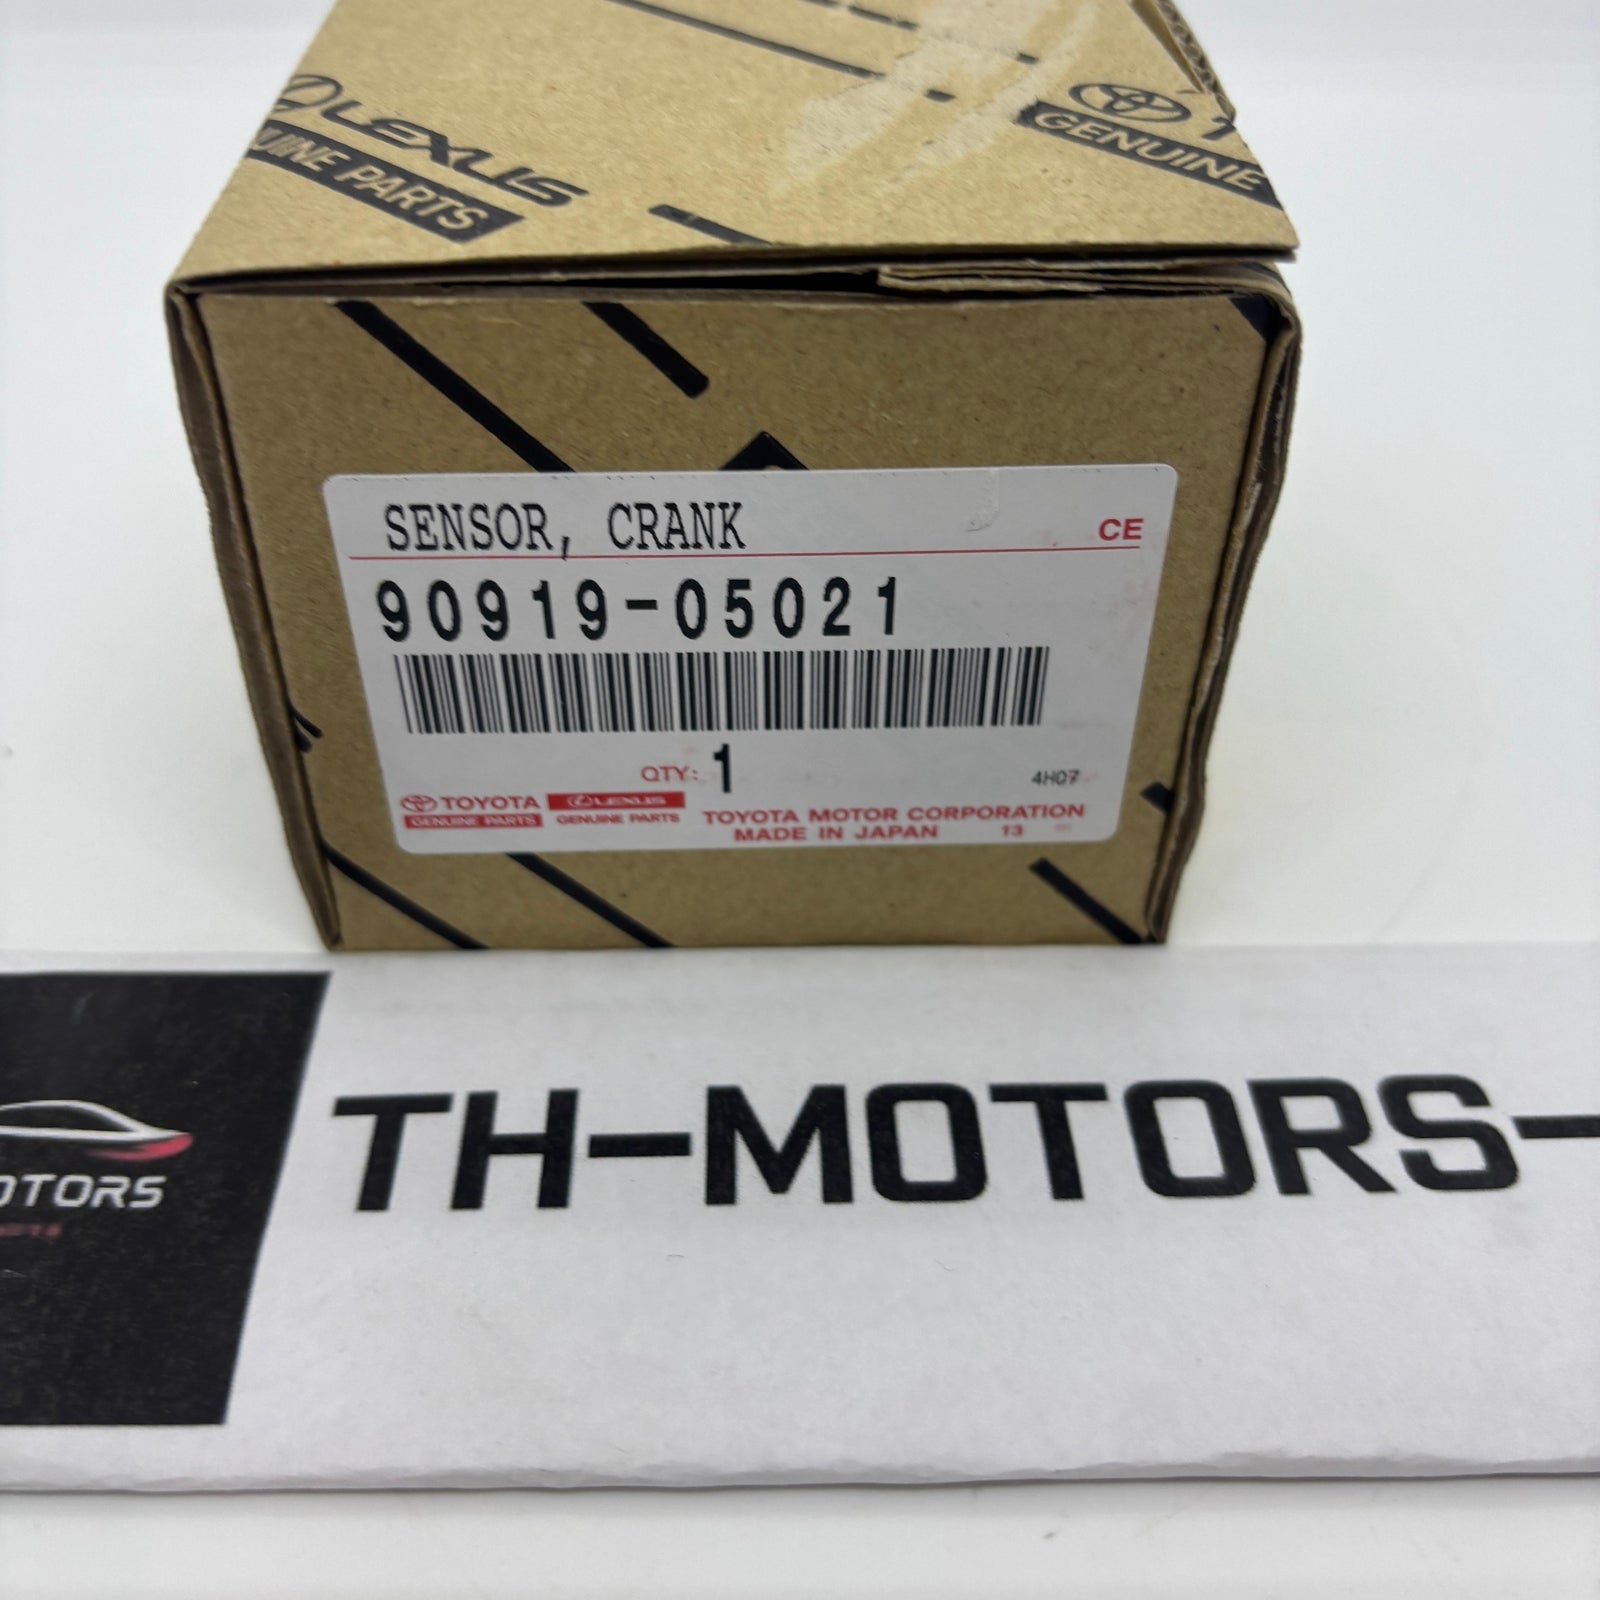 LEXUS
UINE PARTS
GENUINE
SENSOR, CRANK
CE
90919-05021
QTY: 1
4H07
TOYOTA
GENUINE PARTS
LEXUS
GENUINE PARTS
TOYOTA MOTOR CORPORATION
MADE IN JAPAN 13
TH-MOTORS-
OTORS